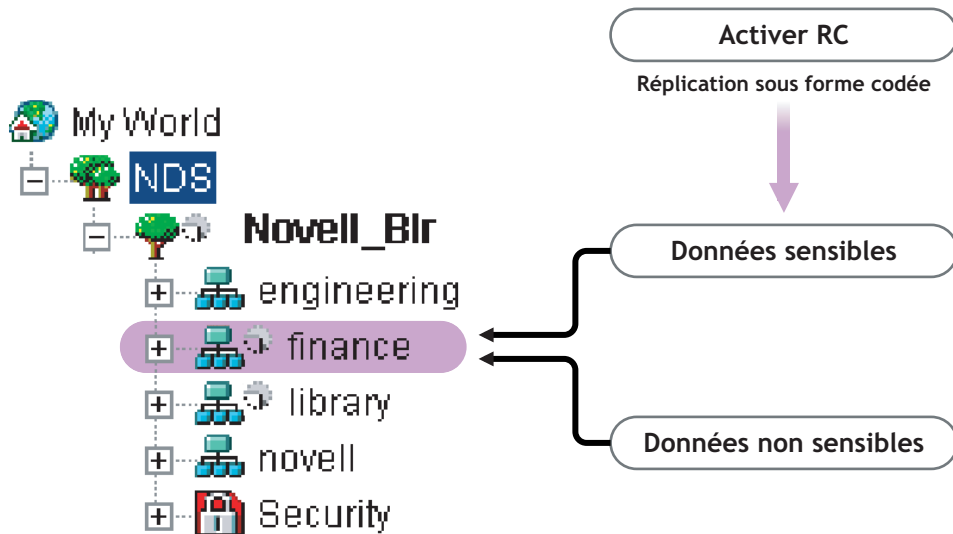 Activer RC
Réplication sous forme codée
My World
NDS
Novell_Blr
engineering
finance
library
novell
Security
Données sensibles
Données non sensibles